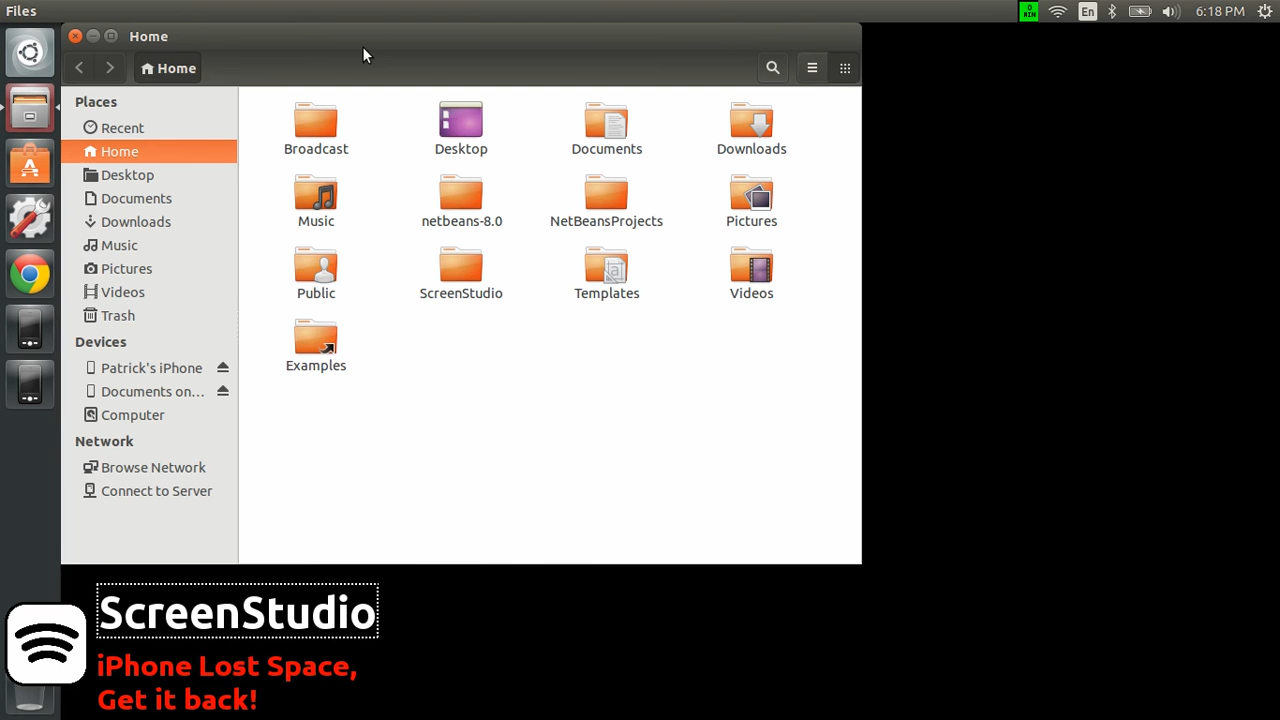 Files
0 MIN
En
6:18 PM
Home
Home
Places
Recent
Home
Desktop
Documents
Downloads
Music
Pictures
Videos
Trash
Devices
Patrick's iPhone
Documents on...
Computer
Network
Browse Network
Connect to Server
Broadcast
Desktop
Documents
Downloads
Music
netbeans-8.0
NetBeansProjects
Pictures
Public
ScreenStudio
Templates
Videos
Examples
ScreenStudio
iPhone Lost Space,
Get it back!